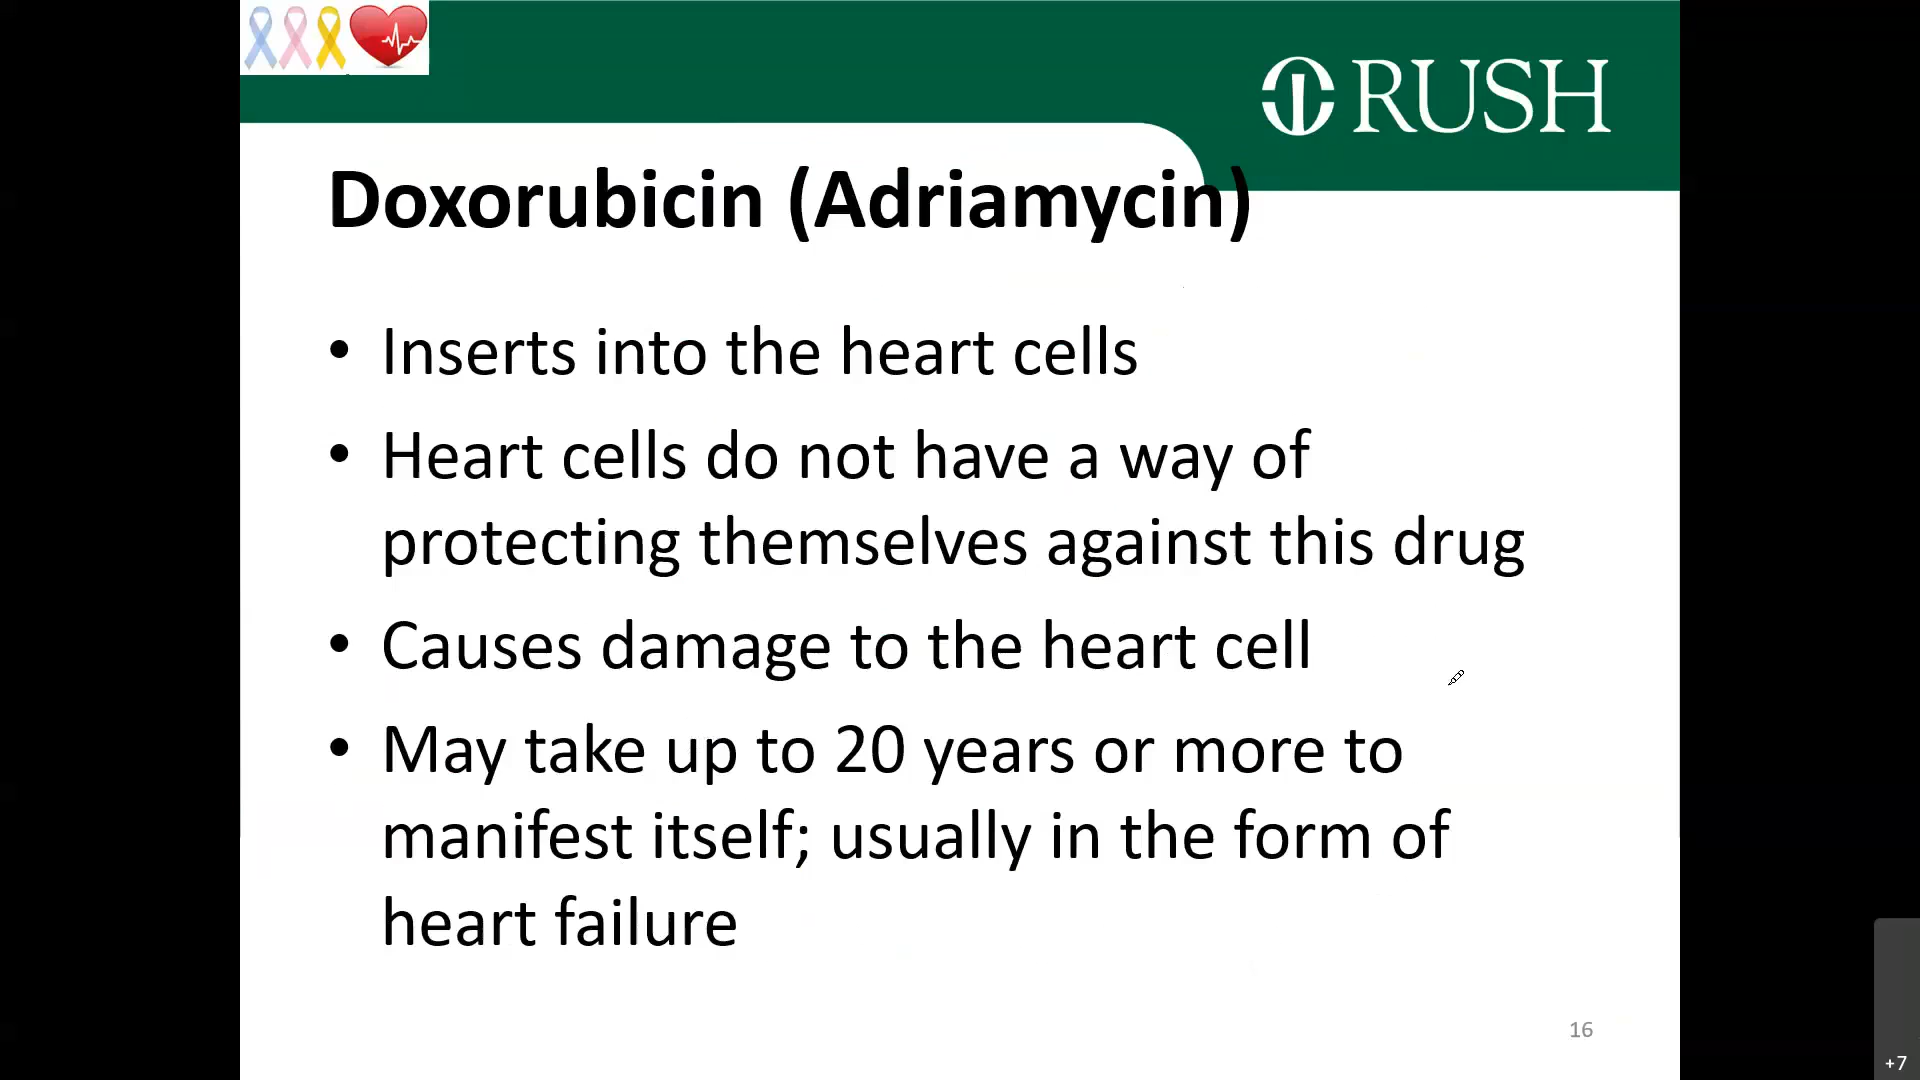 RUSH
Doxorubicin (Adriamycin)
• Inserts into the heart cells
• Heart cells do not have a way of
protecting themselves against this drug
• Causes damage to the heart cell
• May take up to 20 years or more to
manifest itself; usually in the form of
heart failure
16
+7